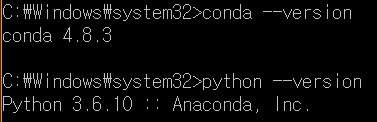 C:₩Windows₩system32>conda --version
conda 4.8.3
C:₩Windows₩system32>python --version
Python 3.6.10 :: Anaconda, Inc.